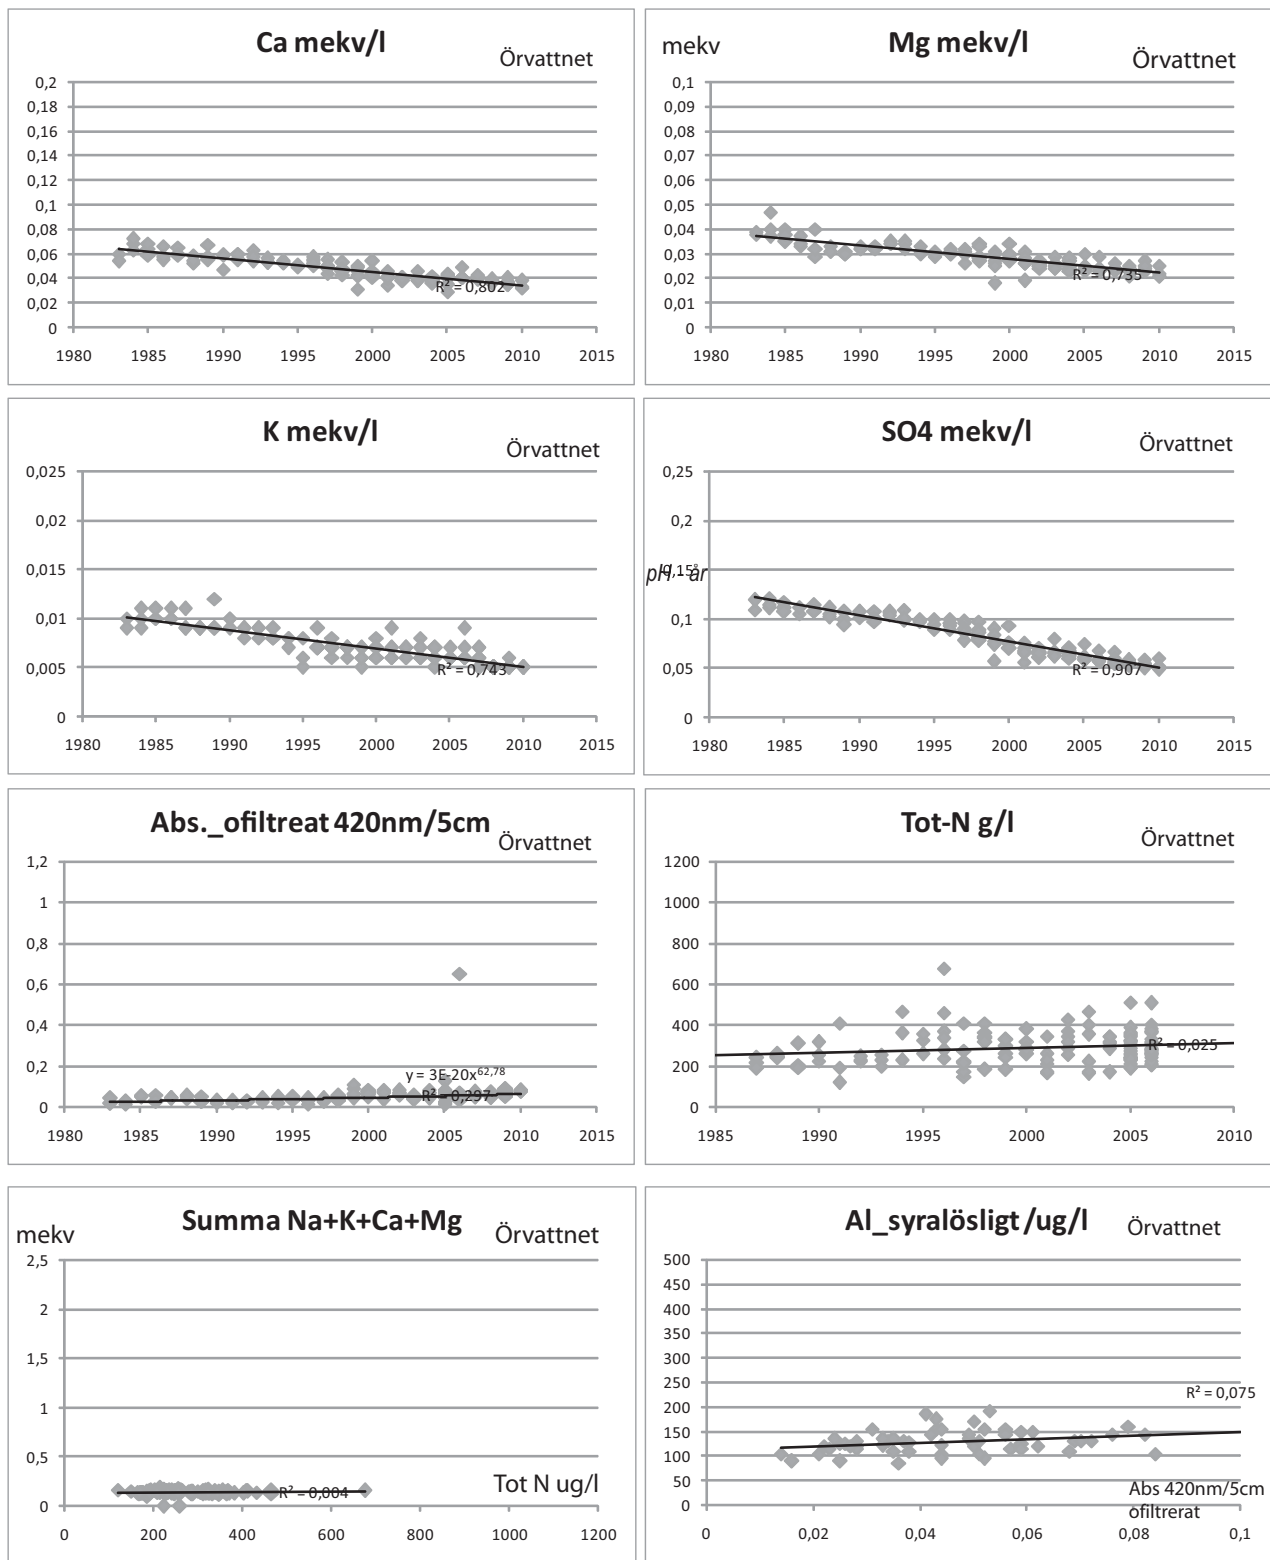 Ca mekv/l
Örvattnet
0,2
0,18
0,16
0,14
0,12
0,1
0,08
0,06
0,04
0,02
0
R² = 0,802
1980 1985 1990 1995 2000 2005 2010 2015
mekv
Mg mekv/l
Örvattnet
0,1
0,09
0,08
0,07
0,06
0,05
0,04
0,03
0,02
0,01
0
R² = 0,735
1980 1985 1990 1995 2000 2005 2010 2015
K mekv/l
Örvattnet
0,025
0,02
0,015
0,01
0,005
0
R² = 0,743
1980 1985 1990 1995 2000 2005 2010 2015
SO4 mekv/l
Örvattnet
0,25
0,2
0,15
pH - år
0,1
0,05
0
R² = 0,907
1980 1985 1990 1995 2000 2005 2010 2015
Abs._ofiltreat 420nm/5cm
Örvattnet
1,2
1
0,8
0,6
0,4
0,2
0
y = 3E-20x^62,78
R² = 0,297
1980 1985 1990 1995 2000 2005 2010 2015
Tot-N g/l
Örvattnet
1200
1000
800
600
400
200
0
R² = 0,025
1985 1990 1995 2000 2005 2010
mekv
Summa Na+K+Ca+Mg
Örvattnet
2,5
2
1,5
1
0,5
0
Tot N ug/l
R² = 0,004
0 200 400 600 800 1000 1200
Al_syralösligt /ug/l
Örvattnet
500
450
400
350
300
250
200
150
100
50
0
R² = 0,075
Abs 420nm/5cm
ofiltrerat
0 0,02 0,04 0,06 0,08 0,1